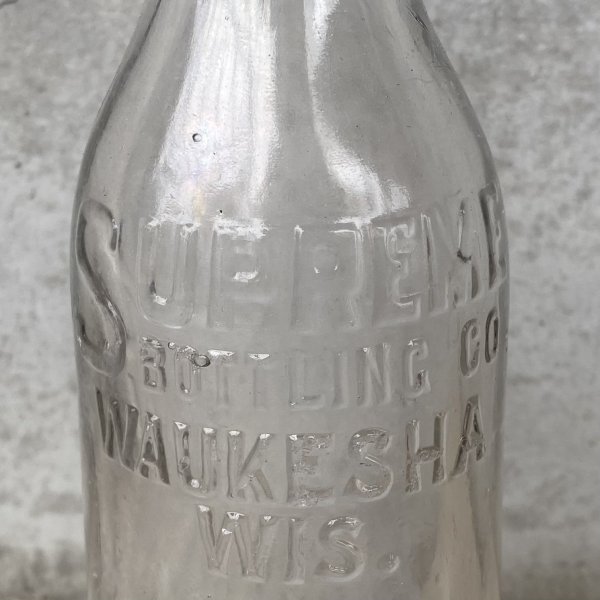 SUPREME
BOTTLING CO.
WAUKESHA
WIS.